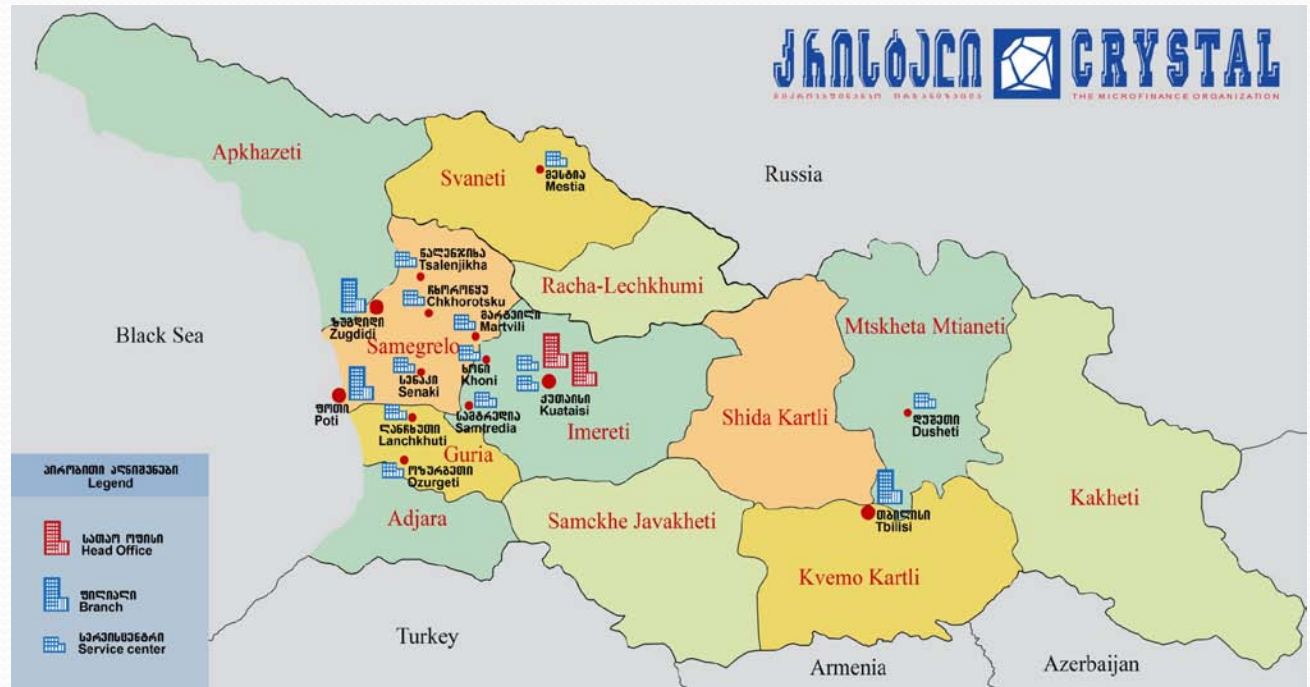 კრისტალი CRYSTAL
მიკროსაფინანსო ორგანიზაცია THE MICROFINANCE ORGANIZATION
Apkhazeti
Svaneti
მესტია
Mestia
Russia
წალენჯიხა
Tsalenjikha
Racha-Lechkhumi
ჩხოროწყუ
Chkhorotsku
Mtskheta Mtianeti
მარტვილი
Martvili
Black Sea
ზუგდიდი
Zugdidi
Samegrelo
ხონი
Khoni
სენაკი
Senaki
ქუთაისი
Kuataisi
ფოთი
Poti
სამტრედია
Samtredia
Imereti
Shida Kartli
დუშეთი
Dusheti
ლანჩხუთი
Lanchkhuti
Guria
ოზურგეთი
Ozurgeti
Kakheti
Adjara
Samckhe Javakheti
თბილისი
Tbilisi
Kvemo Kartli
Turkey
Armenia
Azerbaijan
პირობითი აღნიშვნები
Legend
სათაო ოფისი
Head Office
ფილიალი
Branch
სერვისცენტრი
Service center